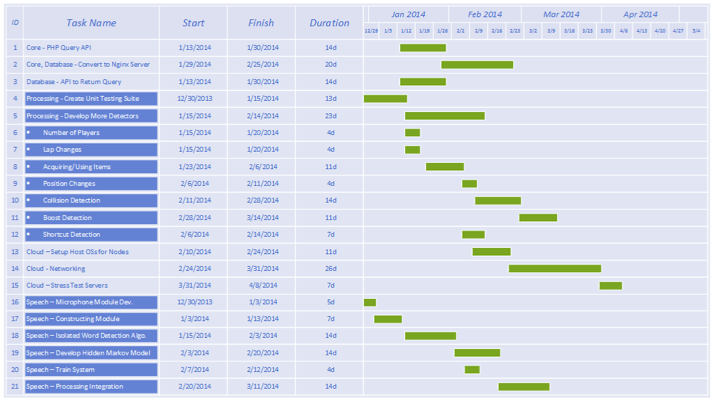 ID Task Name Start Finish Duration Jan 2014 Feb 2014 Mar 2014 Apr 2014
12/29 1/5 1/12 1/19 1/26 2/2 2/9 2/16 2/23 3/2 3/9 3/16 3/23 3/30 4/6 4/13 4/20 4/27 5/4
1 Core - PHP Query API 1/13/2014 1/30/2014 14d
2 Core, Database - Convert to Nginx Server 1/29/2014 2/25/2014 20d
3 Database - API to Return Query 1/13/2014 1/30/2014 14d
4 Processing - Create Unit Testing Suite 12/30/2013 1/15/2014 13d
5 Processing - Develop More Detectors 1/15/2014 2/14/2014 23d
6 • Number of Players 1/15/2014 1/20/2014 4d
7 • Lap Changes 1/15/2014 1/20/2014 4d
8 • Acquiring/Using Items 1/23/2014 2/6/2014 11d
9 • Position Changes 2/6/2014 2/11/2014 4d
10 • Collision Detection 2/11/2014 2/28/2014 14d
11 • Boost Detection 2/28/2014 3/14/2014 11d
12 • Shortcut Detection 2/6/2014 2/14/2014 7d
13 Cloud – Setup Host OSs for Nodes 2/10/2014 2/24/2014 11d
14 Cloud - Networking 2/24/2014 3/31/2014 26d
15 Cloud – Stress Test Servers 3/31/2014 4/8/2014 7d
16 Speech – Microphone Module Dev. 12/30/2013 1/3/2014 5d
17 Speech – Constructing Module 1/3/2014 1/13/2014 7d
18 Speech – Isolated Word Detection Algo. 1/15/2014 2/3/2014 14d
19 Speech – Develop Hidden Markov Model 2/3/2014 2/20/2014 14d
20 Speech – Train System 2/7/2014 2/12/2014 4d
21 Speech – Processing Integration 2/20/2014 3/11/2014 14d